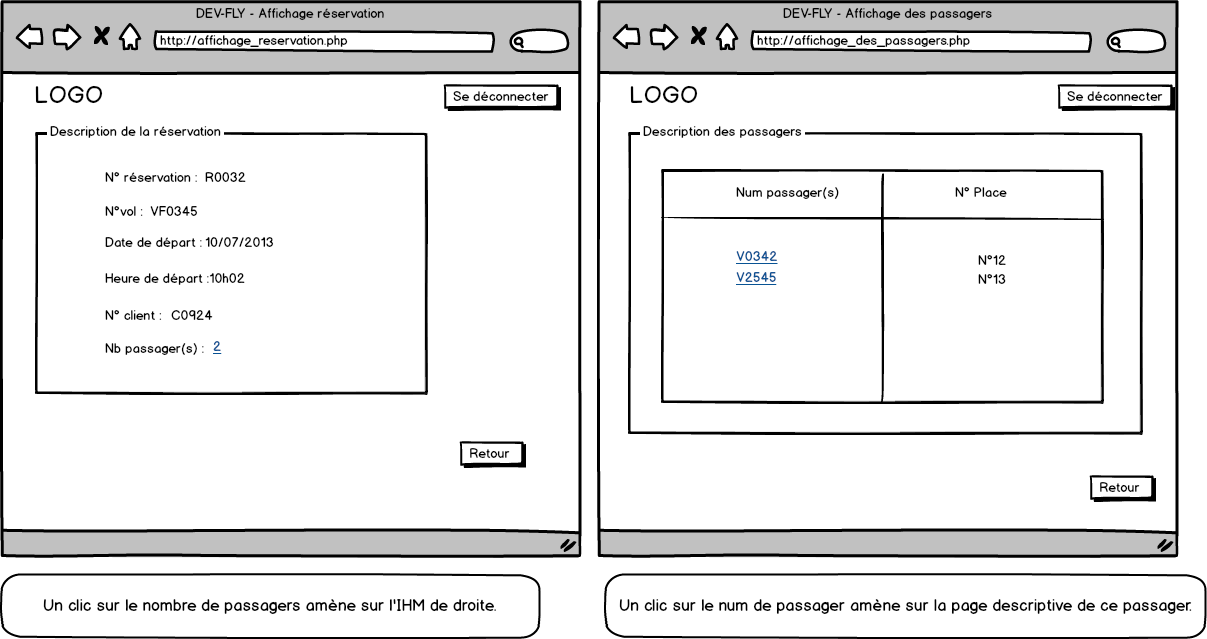 DEV-FLY - Affichage réservation
http://affichage_reservation.php
LOGO
Se déconnecter
Description de la réservation
N° réservation : R0032
N°vol : VF0345
Date de départ : 10/07/2013
Heure de départ :10h02
N° client : C0924
Nb passager(s) : 2
Retour
Un clic sur le nombre de passagers amène sur l'IHM de droite.
DEV-FLY - Affichage des passagers
http://affichage_des_passagers.php
LOGO
Se déconnecter
Description des passagers
Num passager(s) N° Place
V0342 N°12
V2545 N°13
Retour
Un clic sur le num de passager amène sur la page descriptive de ce passager.